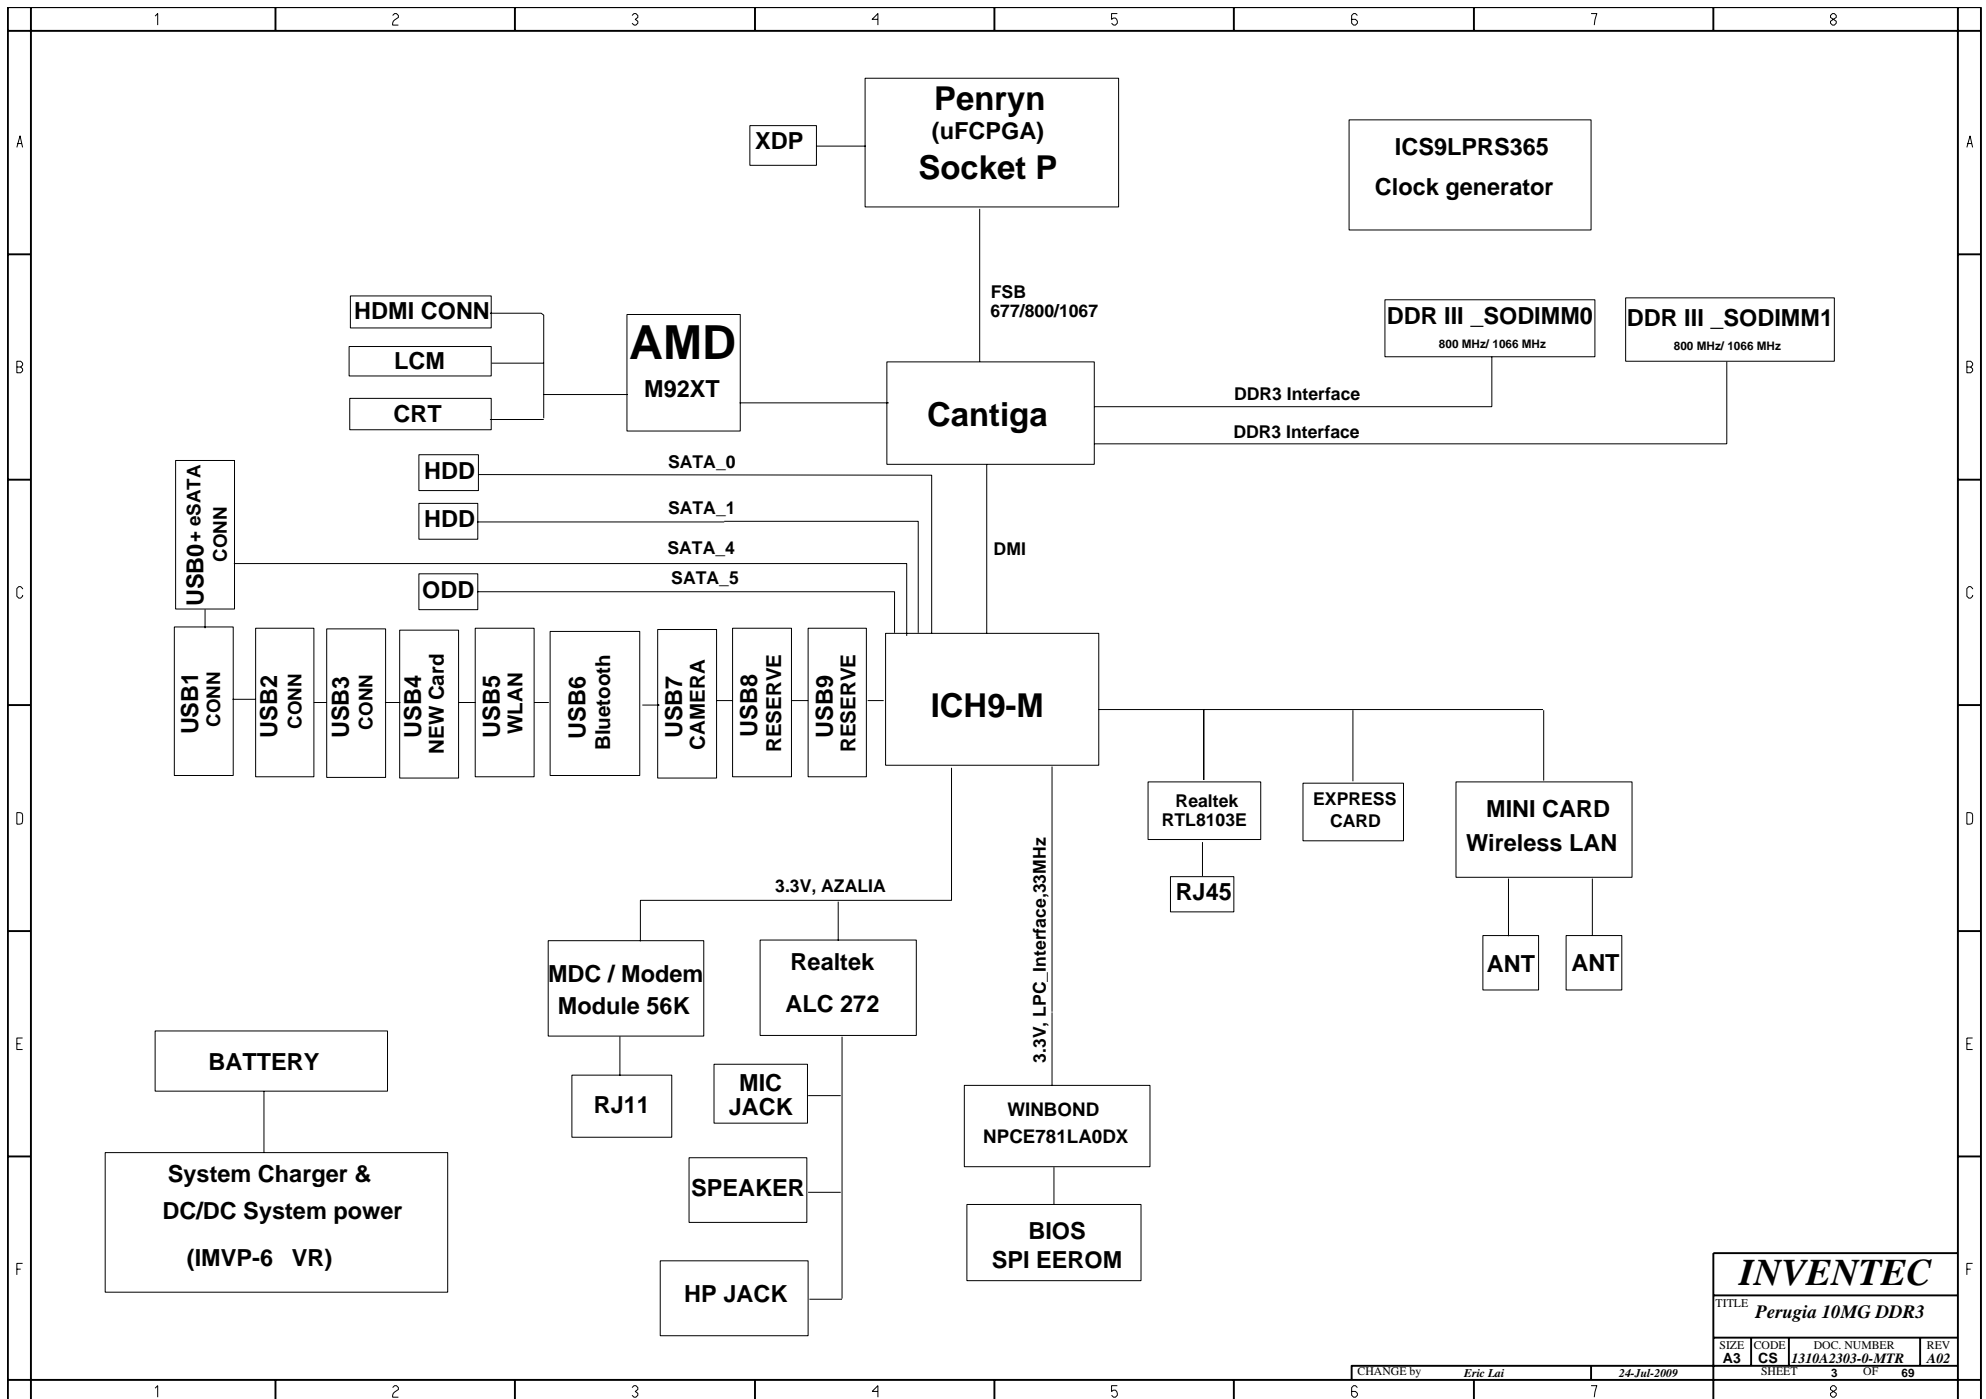 1 2 3 4 5 6 7 8
A A
B B
C C
D D
E E
F F
Penryn
(uFCPGA)
Socket P
XDP
ICS9LPRS365
Clock generator
FSB
677/800/1067
HDMI CONN
LCM
CRT
AMD
M92XT
Cantiga
DDR III _SODIMM0
800 MHz/ 1066 MHz
DDR III _SODIMM1
800 MHz/ 1066 MHz
DDR3 Interface
DDR3 Interface
HDD
SATA_0
HDD
SATA_1
SATA_4
ODD
SATA_5
DMI
USB0+ eSATA
CONN
USB1
CONN
USB2
CONN
USB3
CONN
USB4
NEW Card
USB5
WLAN
USB6
Bluetooth
USB7
CAMERA
USB8
RESERVE
USB9
RESERVE
ICH9-M
Realtek
RTL8103E
RJ45
EXPRESS
CARD
MINI CARD
Wireless LAN
ANT
ANT
3.3V, AZALIA
3.3V, LPC_Interface,33MHz
MDC / Modem
Module 56K
RJ11
Realtek
ALC 272
MIC
JACK
SPEAKER
HP JACK
WINBOND
NPCE781LA0DX
BIOS
SPI EEROM
BATTERY
System Charger &
DC/DC System power
(IMVP-6 VR)
INVENTEC
TITLE Perugia 10MG DDR3
SIZE CODE DOC. NUMBER REV
A3 CS 1310A2303-0-MTR A02
CHANGE by Eric Lai 24-Jul-2009 SHEET 3 OF 69
1 2 3 4 5 6 7 8